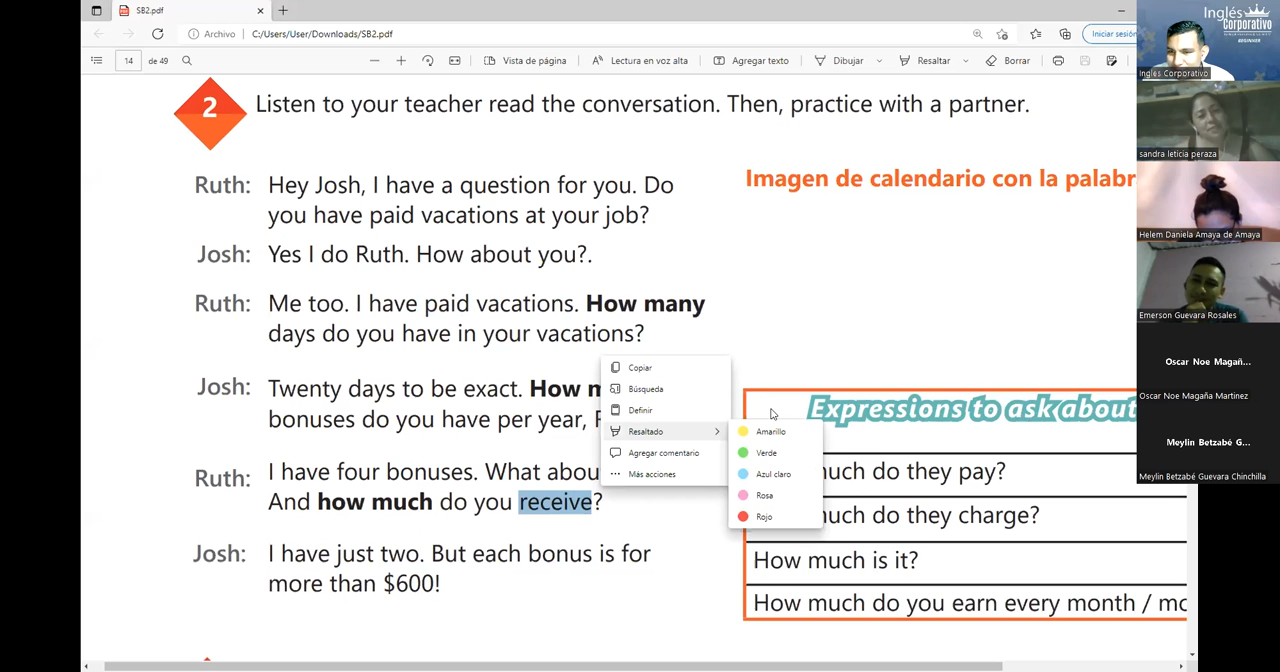 SB2.pdf
Archivo
C:/Users/User/Downloads/SB2.pdf
Iniciar sesión
14
de 49
Vista de página
Lectura en voz alta
Agregar texto
Dibujar
Resaltar
Borrar
2
Listen to your teacher read the conversation. Then, practice with a partner.
Ruth: Hey Josh, I have a question for you. Do
you have paid vacations at your job?
Josh: Yes I do Ruth. How about you?.
Ruth: Me too. I have paid vacations. How many
days do you have in your vacations?
Josh: Twenty days to be exact. How m
bonuses do you have per year,
Ruth: I have four bonuses. What abou
And how much do you receive?
Josh: I have just two. But each bonus is for
more than $600!
Copiar
Búsqueda
Definir
Resaltado
Agregar comentario
Más acciones
Amarillo
Verde
Azul claro
Rosa
Rojo
Imagen de calendario con la palabr
Expressions to ask about
much do they pay?
much do they charge?
How much is it?
How much do you earn every month / mo
Inglés
Corporativo
BEGINNER
Inglés Corporativo
sandra leticia peraza
Helem Daniela Amaya de Amaya
Emerson Guevara Rosales
Oscar Noe Magañ...
Oscar Noe Magaña Martinez
Meylin Betzabé G...
Meylin Betzabé Guevara Chinchilla